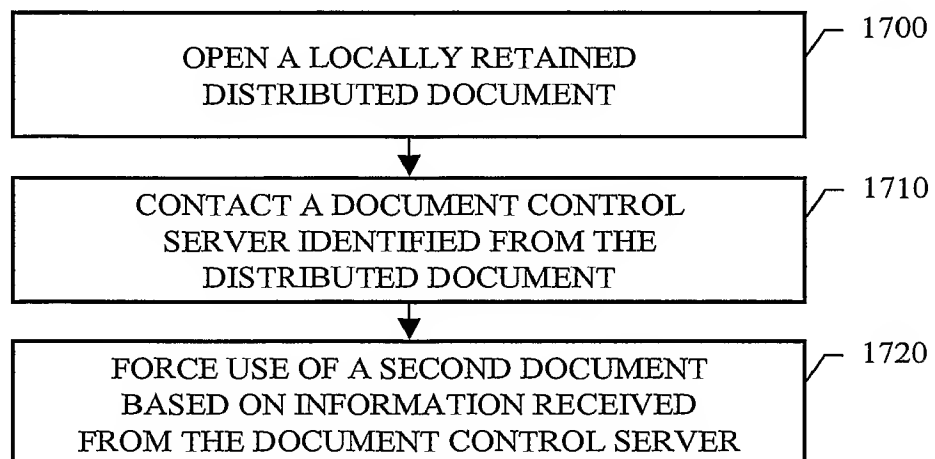 1700
OPEN A LOCALLY RETAINED
DISTRIBUTED DOCUMENT
1710
CONTACT A DOCUMENT CONTROL
SERVER IDENTIFIED FROM THE
DISTRIBUTED DOCUMENT
1720
FORCE USE OF A SECOND DOCUMENT
BASED ON INFORMATION RECEIVED
FROM THE DOCUMENT CONTROL SERVER